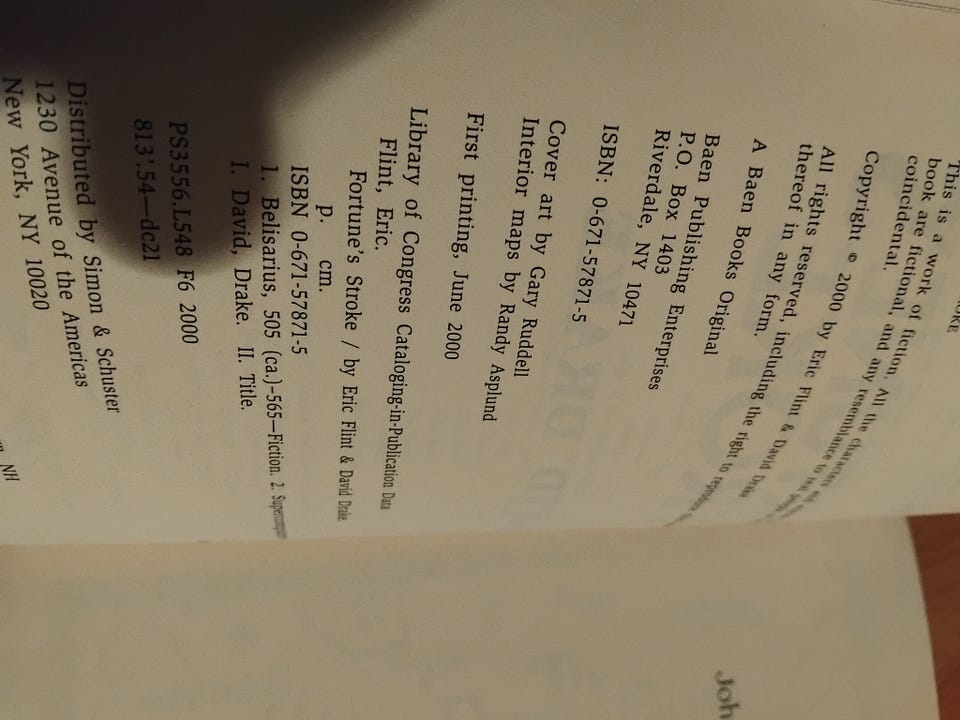 OKE
This is a work of fiction. All the characters
book are fictional, and any resemblance to real
coincidental.
Copyright © 2000 by Eric Flint & David Drake
All rights reserved, including the right to reproduce
thereof in any form.
A Baen Books Original
Baen Publishing Enterprises
P.O. Box 1403
Riverdale, NY 10471
ISBN: 0-671-57871-5
Cover art by Gary Ruddell
Interior maps by Randy Asplund
First printing, June 2000
Library of Congress Cataloging-in-Publication Data
Flint, Eric.
Fortune's Stroke / by Eric Flint & David Drake
p. cm.
ISBN 0-671-57871-5
1. Belisarius, 505 (ca.)-565—Fiction. 2. Supercomput
I. David, Drake. II. Title.
PS3556.L548 F6 2000
813'.54—dc21
Distributed by Simon & Schuster
1230 Avenue of the Americas
New York, NY 10020
NH
Joh